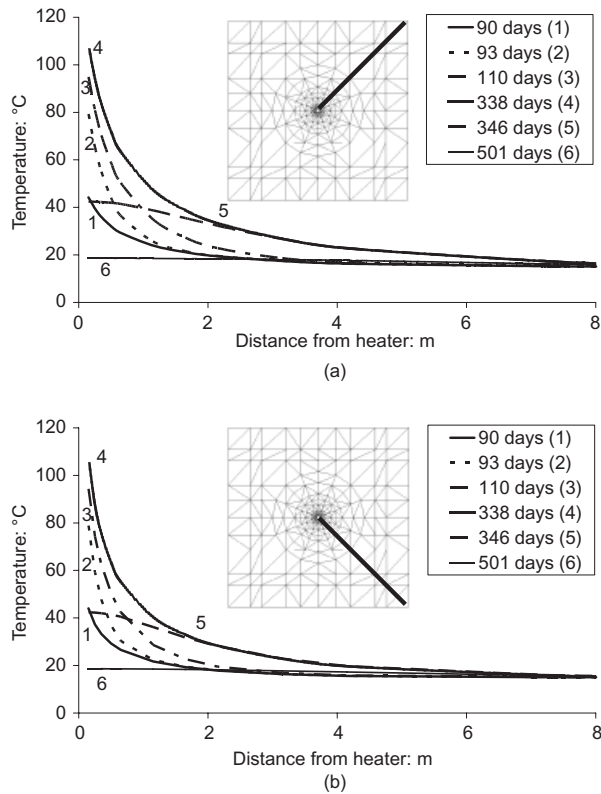 120
100
80
60
40
20
0
Temperature: °C
4
3
2
1
5
6
90 days (1)
93 days (2)
110 days (3)
338 days (4)
346 days (5)
501 days (6)
0 2 4 6 8
Distance from heater: m
(a)
120
100
80
60
40
20
0
Temperature: °C
4
3
2
1
5
6
90 days (1)
93 days (2)
110 days (3)
338 days (4)
346 days (5)
501 days (6)
0 2 4 6 8
Distance from heater: m
(b)